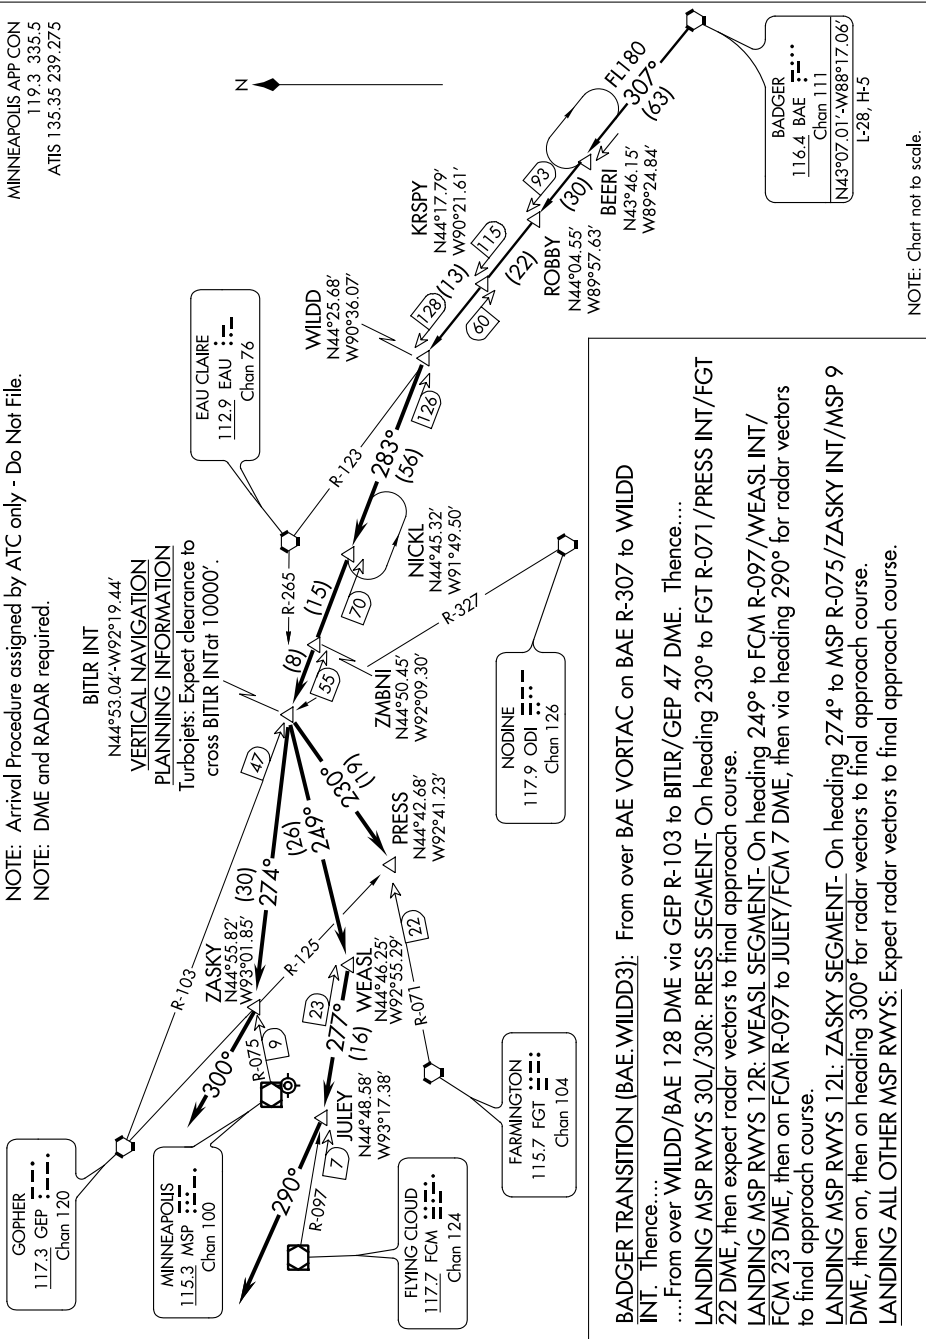 MINNEAPOLIS APP CON
119.3 335.5
ATIS 135.35 239.275
NOTE: Arrival Procedure assigned by ATC only - Do Not File.
NOTE: DME and RADAR required.
N
GOPHER
117.3 GEP
Chan 120
MINNEAPOLIS
115.3 MSP
Chan 100
FLYING CLOUD
117.7 FCM
Chan 124
FARMINGTON
115.7 FGT
Chan 104
NODINE
117.9 ODI
Chan 126
EAU CLAIRE
112.9 EAU
Chan 76
BADGER
116.4 BAE
Chan 111
N43°07.01'-W88°17.06'
L-28, H-5
BITLR INT
N44°53.04'-W92°19.44'
VERTICAL NAVIGATION
PLANNING INFORMATION
Turbojets: Expect clearance to
cross BITLR INTat 10000'.
ZASKY
N44°55.82'
W93°01.85'
WEASL
N44°46.25'
W92°55.29'
JULEY
N44°48.58'
W93°17.38'
PRESS
N44°42.68'
W92°41.23'
ZMBNI
N44°50.45'
W92°09.30'
NICKL
N44°45.32'
W91°49.50'
WILDD
N44°25.68'
W90°36.07'
KRSPY
N44°17.79'
W90°21.61'
ROBBY
N44°04.55'
W89°57.63'
BEERI
N43°46.15'
W89°24.84'
FL180
307°
(63)
(30)
93
(22)
115
60
(13)
128
126
283°
(56)
70
(15)
55
(8)
47
R-123
R-265
R-327
R-103
R-125
R-075
R-071
R-097
274°
(30)
249°
(26)
230°
(19)
22
9
300°
23
277°
(16)
7
290°
NOTE: Chart not to scale.
BADGER TRANSITION (BAE.WILDD3): From over BAE VORTAC on BAE R-307 to WILDD
INT. Thence....
....From over WILDD/BAE 128 DME via GEP R-103 to BITLR/GEP 47 DME. Thence....
LANDING MSP RWYS 30L/30R: PRESS SEGMENT- On heading 230° to FGT R-071/PRESS INT/FGT
22 DME, then expect radar vectors to final approach course.
LANDING MSP RWYS 12R: WEASL SEGMENT- On heading 249° to FCM R-097/WEASL INT/
FCM 23 DME, then on FCM R-097 to JULEY/FCM 7 DME, then via heading 290° for radar vectors
to final approach course.
LANDING MSP RWYS 12L: ZASKY SEGMENT- On heading 274° to MSP R-075/ZASKY INT/MSP 9
DME, then on, then on heading 300° for radar vectors to final approach course.
LANDING ALL OTHER MSP RWYS: Expect radar vectors to final approach course.